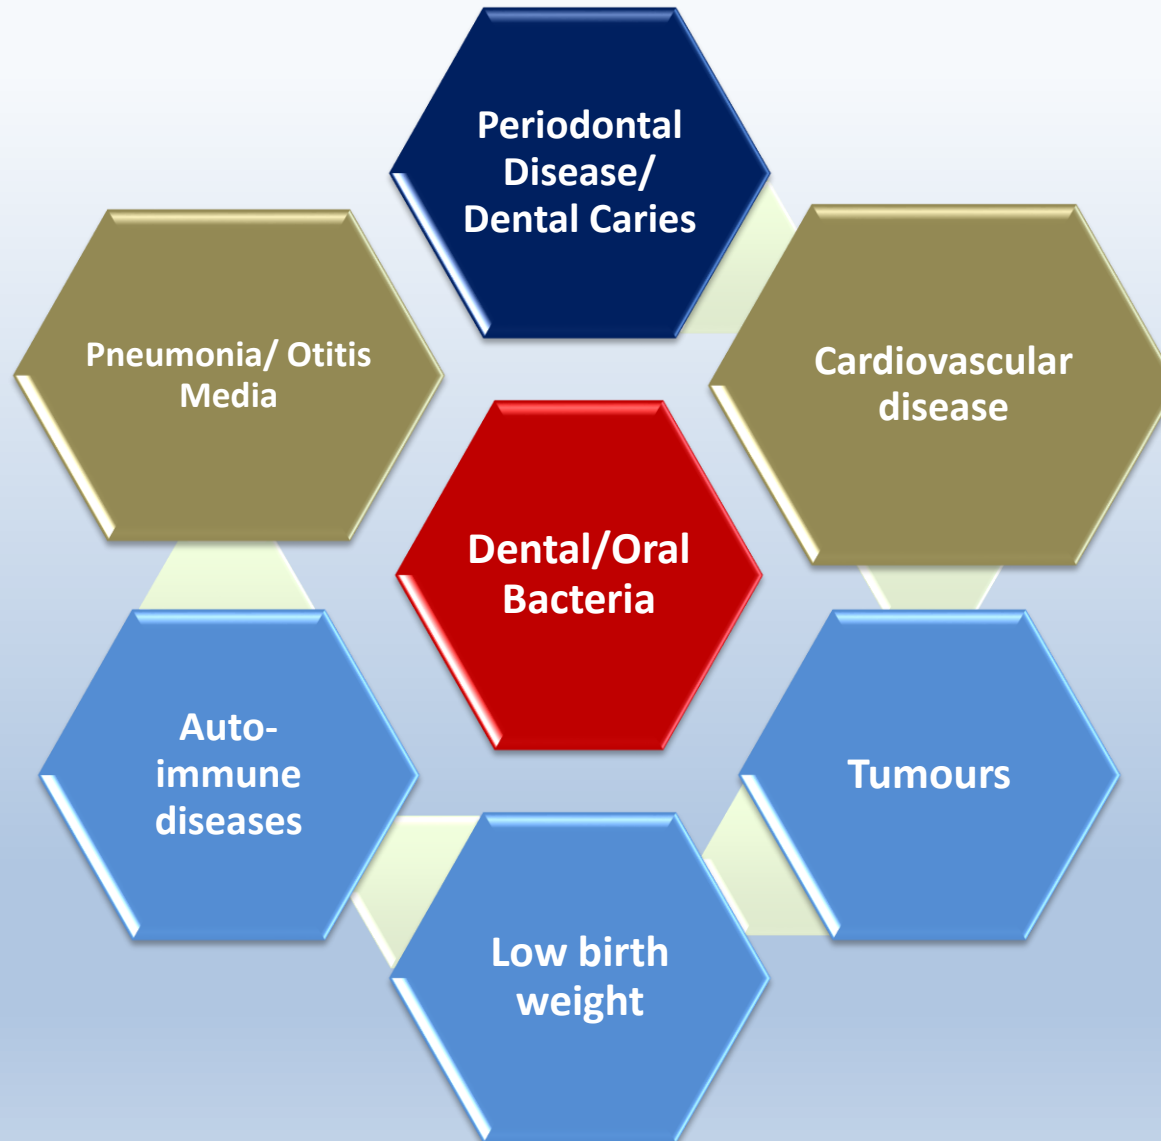 Periodontal
Disease/
Dental Caries
Pneumonia/ Otitis
Media
Cardiovascular
disease
Dental/Oral
Bacteria
Auto-
immune
diseases
Tumours
Low birth
weight